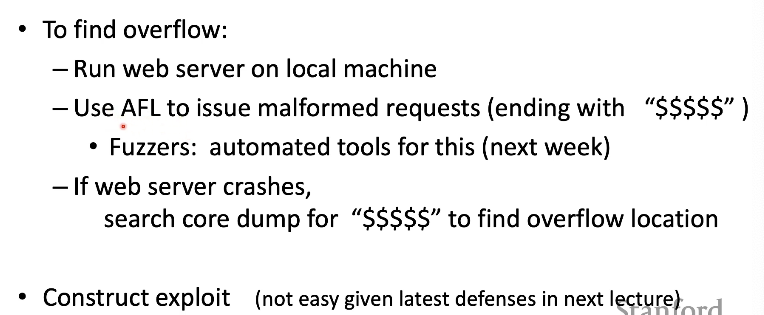 • To find overflow:
– Run web server on local machine
– Use AFL to issue malformed requests (ending with “$$$$$” )
• Fuzzers: automated tools for this (next week)
– If web server crashes,
search core dump for “$$$$$” to find overflow location
• Construct exploit (not easy given latest defenses in next lecture)
Stanford